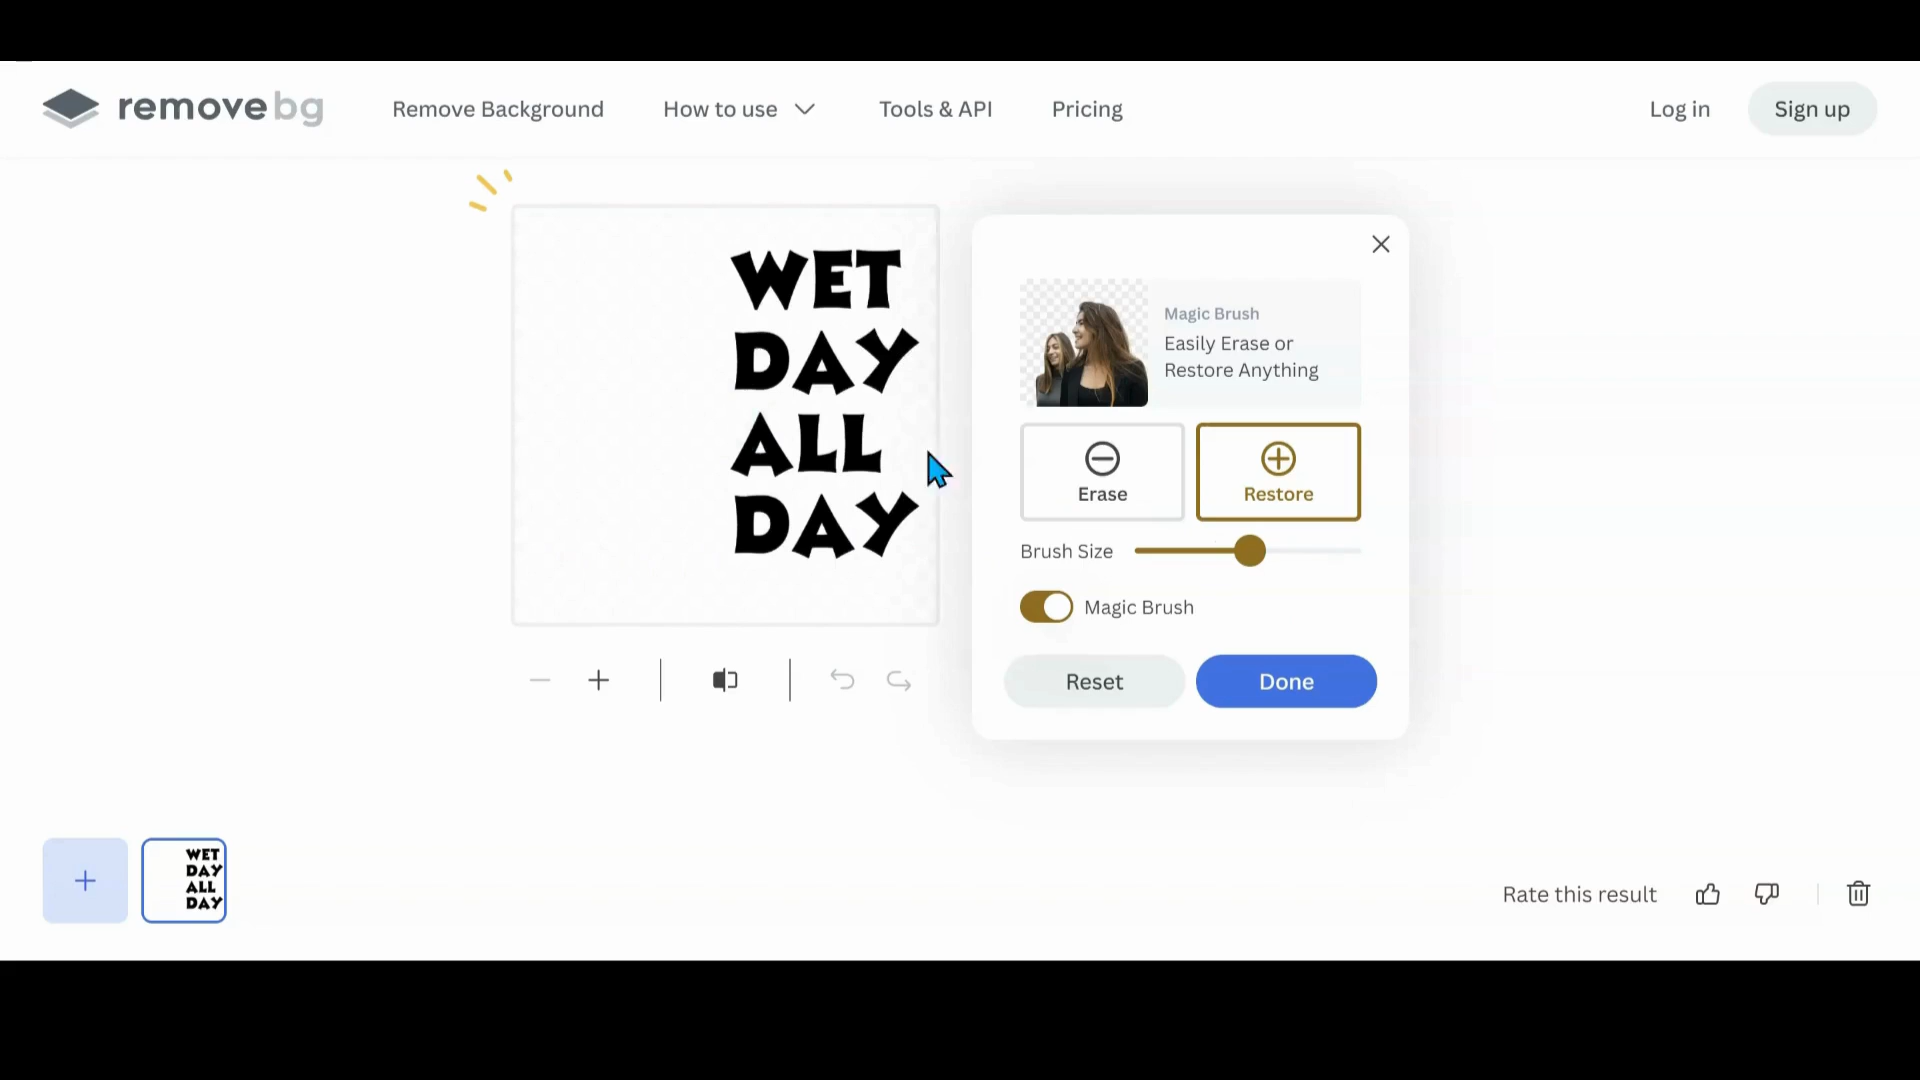 removebg
Remove Background
How to use
Tools & API
Pricing
Log in
Sign up
WET
DAY
ALL
DAY
Magic Brush
Easily Erase or
Restore Anything
Erase
Restore
Brush Size
Magic Brush
Reset
Done
WET
DAY
ALL
DAY
Rate this result